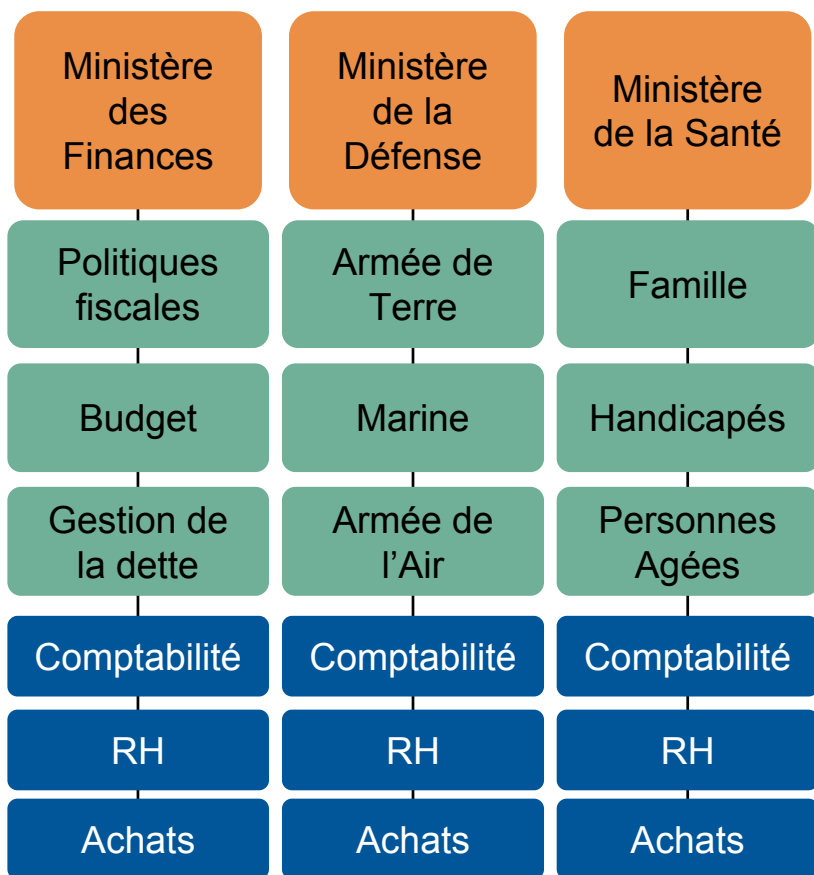 Ministère
des
Finances
Politiques
fiscales
Budget
Gestion de
la dette
Comptabilité
RH
Achats
Ministère
de la
Défense
Armée de
Terre
Marine
Armée de
l’Air
Comptabilité
RH
Achats
Ministère
de la Santé
Famille
Handicapés
Personnes
Agées
Comptabilité
RH
Achats